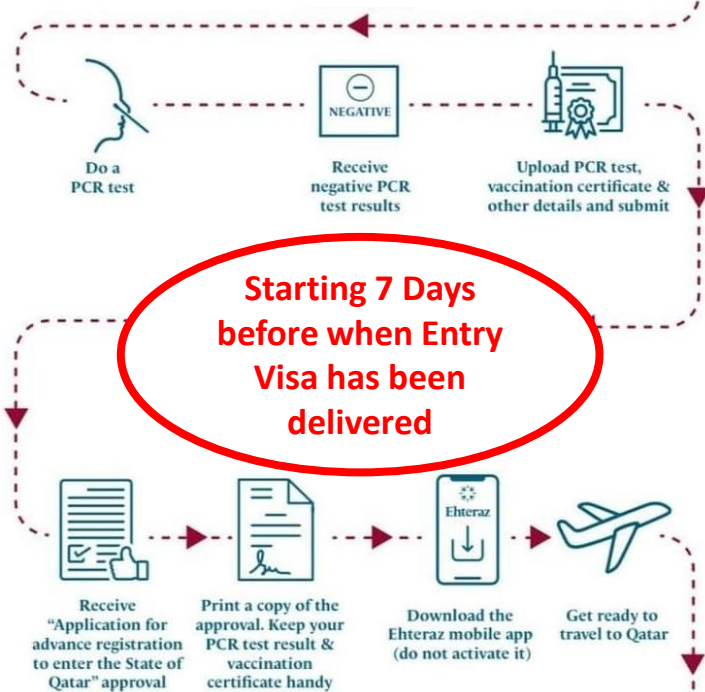 Do a
PCR test
NEGATIVE
Receive
negative PCR
test results
Upload PCR test,
vaccination certificate &
other details and submit
Starting 7 Days
before when Entry
Visa has been
delivered
Receive
“Application for
advance registration
to enter the State of
Qatar” approval
Print a copy of the
approval. Keep your
PCR test result &
vaccination
certificate handy
Ehteraz
Download the
Ehteraz mobile app
(do not activate it)
Get ready to
travel to Qatar